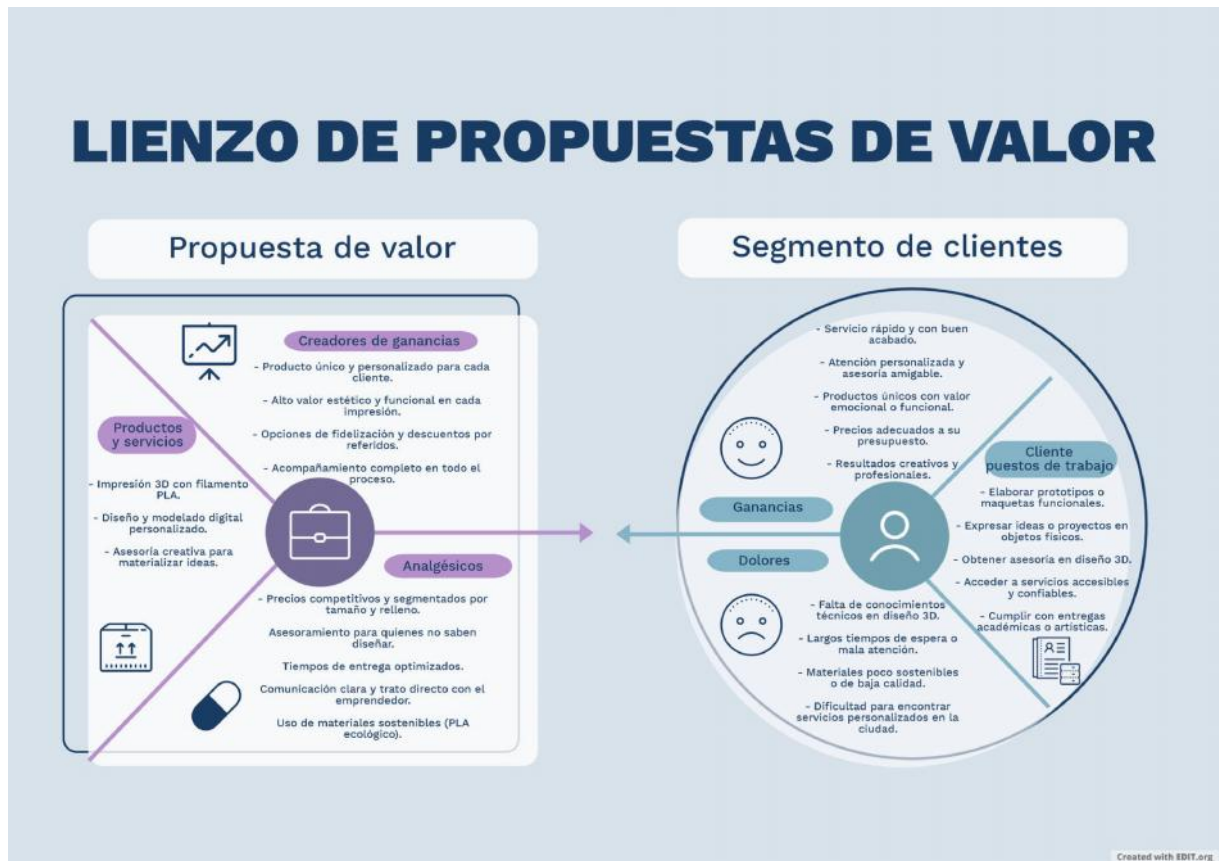 LIENZO DE PROPUESTAS DE VALOR
Propuesta de valor
Creadores de ganancias
- Producto único y personalizado para cada
cliente.
- Alto valor estético y funcional en cada
impresión.
- Opciones de fidelización y descuentos por
referidos.
- Acompañamiento completo en todo el
proceso.
Productos
y servicios
- Impresión 3D con filamento
PLA.
- Diseño y modelado digital
personalizado.
- Asesoría creativa para
materializar ideas.
Analgésicos
- Precios competitivos y segmentados por
tamaño y relleno.
Asesoramiento para quienes no saben
diseñar.
Tiempos de entrega optimizados.
Comunicación clara y trato directo con el
emprendedor.
Uso de materiales sostenibles (PLA
ecológico).
Segmento de clientes
- Servicio rápido y con buen
acabado.
- Atención personalizada y
asesoría amigable.
- Productos únicos con valor
emocional o funcional.
- Precios adecuados a su
presupuesto.
- Resultados creativos y
profesionales.
Ganancias
Cliente
puestos de trabajo
- Elaborar prototipos o
maquetas funcionales.
- Expresar ideas o proyectos en
objetos físicos.
- Obtener asesoría en diseño 3D.
- Acceder a servicios accesibles
y confiables.
- Cumplir con entregas
académicas o artísticas.
Dolores
- Falta de conocimientos
técnicos en diseño 3D.
- Largos tiempos de espera o
mala atención.
- Materiales poco sostenibles
o de baja calidad.
- Dificultad para encontrar
servicios personalizados en la
ciudad.
Created with EDIT.org